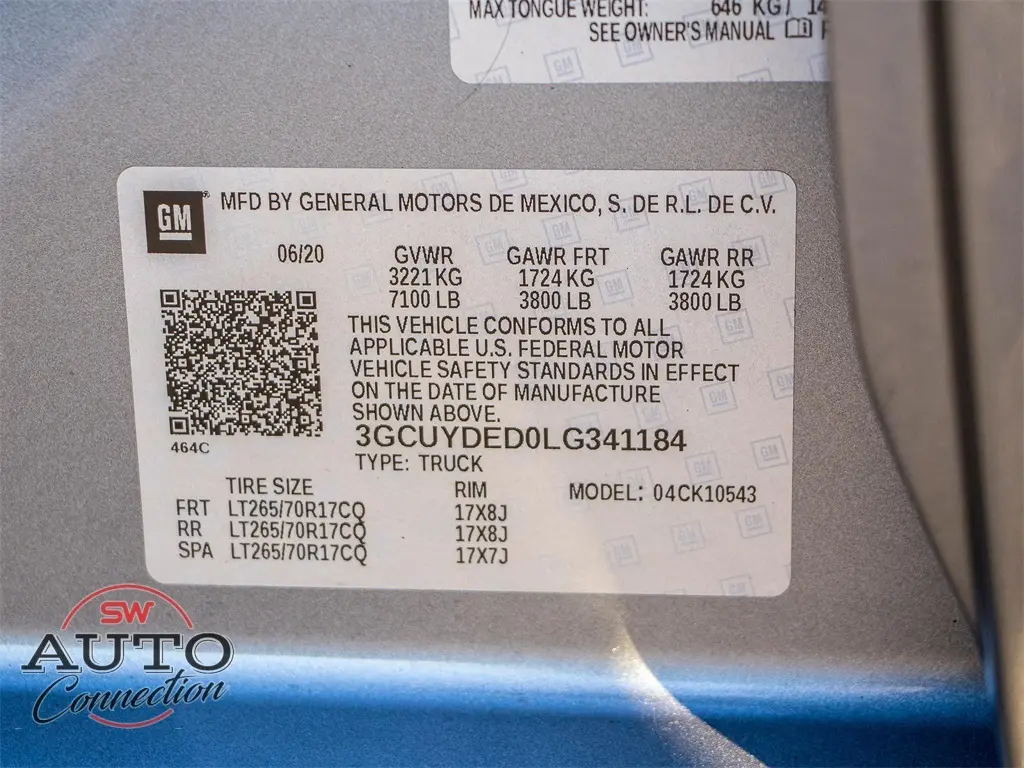 MAX TONGUE WEIGHT: 646 KG/ 14
SEE OWNER'S MANUAL
GM® MFD BY GENERAL MOTORS DE MEXICO, S. DE R.L. DE C.V.
06/20 GVWR GAWR FRT GAWR RR
3221 KG 1724 KG 1724 KG
7100 LB 3800 LB 3800 LB
THIS VEHICLE CONFORMS TO ALL
APPLICABLE U.S. FEDERAL MOTOR
VEHICLE SAFETY STANDARDS IN EFFECT
ON THE DATE OF MANUFACTURE
SHOWN ABOVE.
464C
3GCUYDED0LG341184
TYPE: TRUCK
TIRE SIZE RIM MODEL: 04CK10543
FRT LT265/70R17CQ 17X8J
RR LT265/70R17CQ 17X8J
SPA LT265/70R17CQ 17X7J
SW
AUTO
Connection